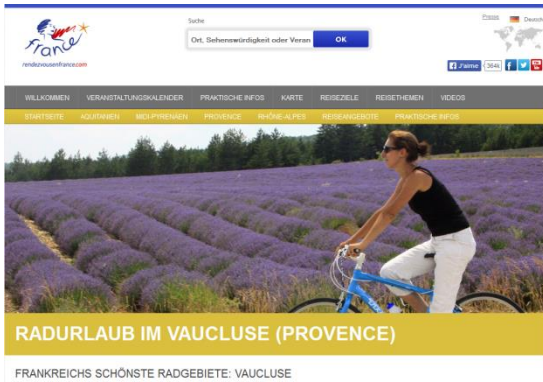 Suche
Presse
Deutsch
france
rendezvousenfrance.com
Ort, Sehenswürdigkeit oder Veran
OK
J'aime
364k
WILLKOMMEN VERANSTALTUNGSKALENDER PRAKTISCHE INFOS KARTE REISEZIELE REISETHEMEN VIDEOS
STARTSEITE AQUITANIEN MIDI-PYRENAEN PROVENCE RHÔNE-ALPES REISEANGEBOTE PRAKTISCHE INFOS
RADURLAUB IM VAUCLUSE (PROVENCE)
FRANKREICHS SCHÖNSTE RADGEBIETE: VAUCLUSE